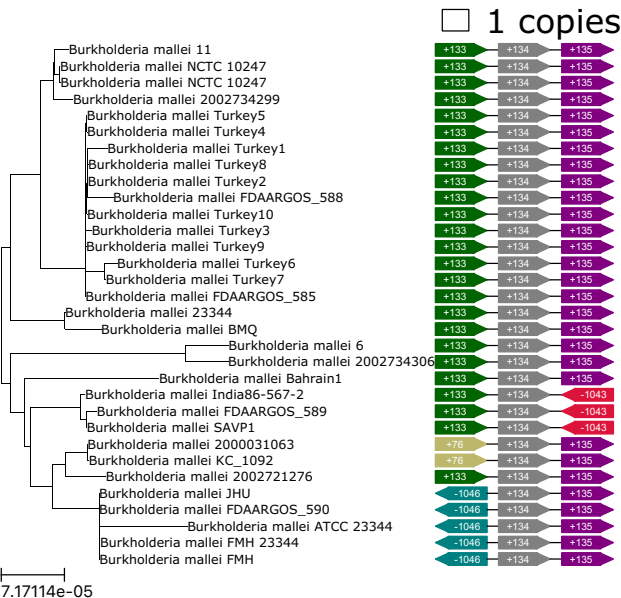 1 copies
Burkholderia mallei 11 +133 +134 +135
Burkholderia mallei NCTC 10247 +133 +134 +135
Burkholderia mallei NCTC 10247 +133 +134 +135
Burkholderia mallei 2002734299 +133 +134 +135
Burkholderia mallei Turkey5 +133 +134 +135
Burkholderia mallei Turkey4 +133 +134 +135
Burkholderia mallei Turkey1 +133 +134 +135
Burkholderia mallei Turkey8 +133 +134 +135
Burkholderia mallei Turkey2 +133 +134 +135
Burkholderia mallei FDAARGOS_588 +133 +134 +135
Burkholderia mallei Turkey10 +133 +134 +135
Burkholderia mallei Turkey3 +133 +134 +135
Burkholderia mallei Turkey9 +133 +134 +135
Burkholderia mallei Turkey6 +133 +134 +135
Burkholderia mallei Turkey7 +133 +134 +135
Burkholderia mallei FDAARGOS_585 +133 +134 +135
Burkholderia mallei 23344 +133 +134 +135
Burkholderia mallei BMQ +133 +134 +135
Burkholderia mallei 6 +133 +134 +135
Burkholderia mallei 2002734306 +133 +134 +135
Burkholderia mallei Bahrain1 +133 +134 +135
Burkholderia mallei India86-567-2 +133 +134 -1043
Burkholderia mallei FDAARGOS_589 +133 +134 -1043
Burkholderia mallei SAVP1 +133 +134 -1043
Burkholderia mallei 2000031063 +76 +134 +135
Burkholderia mallei KC_1092 +76 +134 +135
Burkholderia mallei 2002721276 +133 +134 +135
Burkholderia mallei JHU -1046 +134 +135
Burkholderia mallei FDAARGOS_590 -1046 +134 +135
Burkholderia mallei ATCC 23344 -1046 +134 +135
Burkholderia mallei FMH 23344 -1046 +134 +135
Burkholderia mallei FMH -1046 +134 +135
7.17114e-05